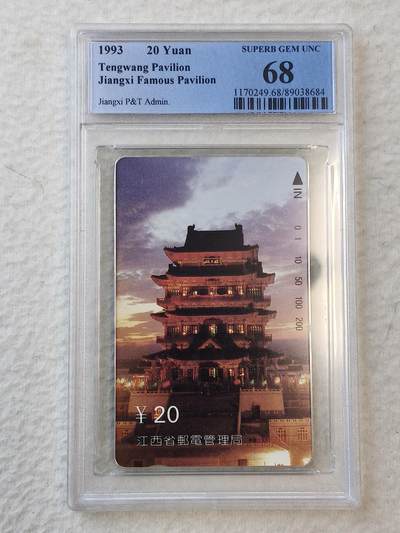 1993 20 Yuan SUPERB GEM UNC
Tengwang Pavilion 68
Jiangxi Famous Pavilion
Jiangxi P&T Admin. 1170249.68/89038684
IN
0 1 10 50 100 200
¥20
江西省郵電管理局